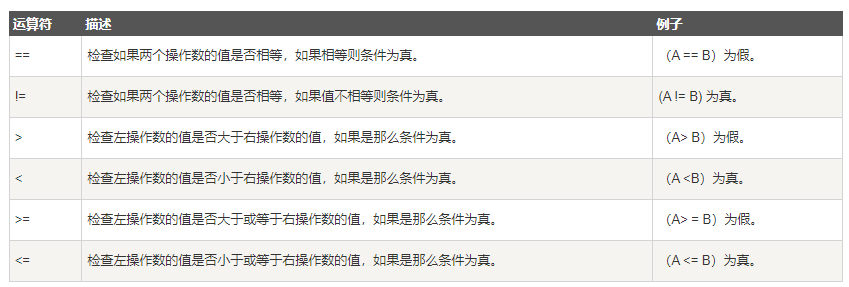 运算符 描述 例子
== 检查如果两个操作数的值是否相等，如果相等则条件为真。 （A == B）为假。
!= 检查如果两个操作数的值是否相等，如果值不相等则条件为真。 (A != B) 为真。
> 检查左操作数的值是否大于右操作数的值，如果是那么条件为真。 （A> B）为假。
< 检查左操作数的值是否小于右操作数的值，如果是那么条件为真。 （A <B）为真。
>= 检查左操作数的值是否大于或等于右操作数的值，如果是那么条件为真。 （A> = B）为假。
<= 检查左操作数的值是否小于或等于右操作数的值，如果是那么条件为真。 （A <= B）为真。